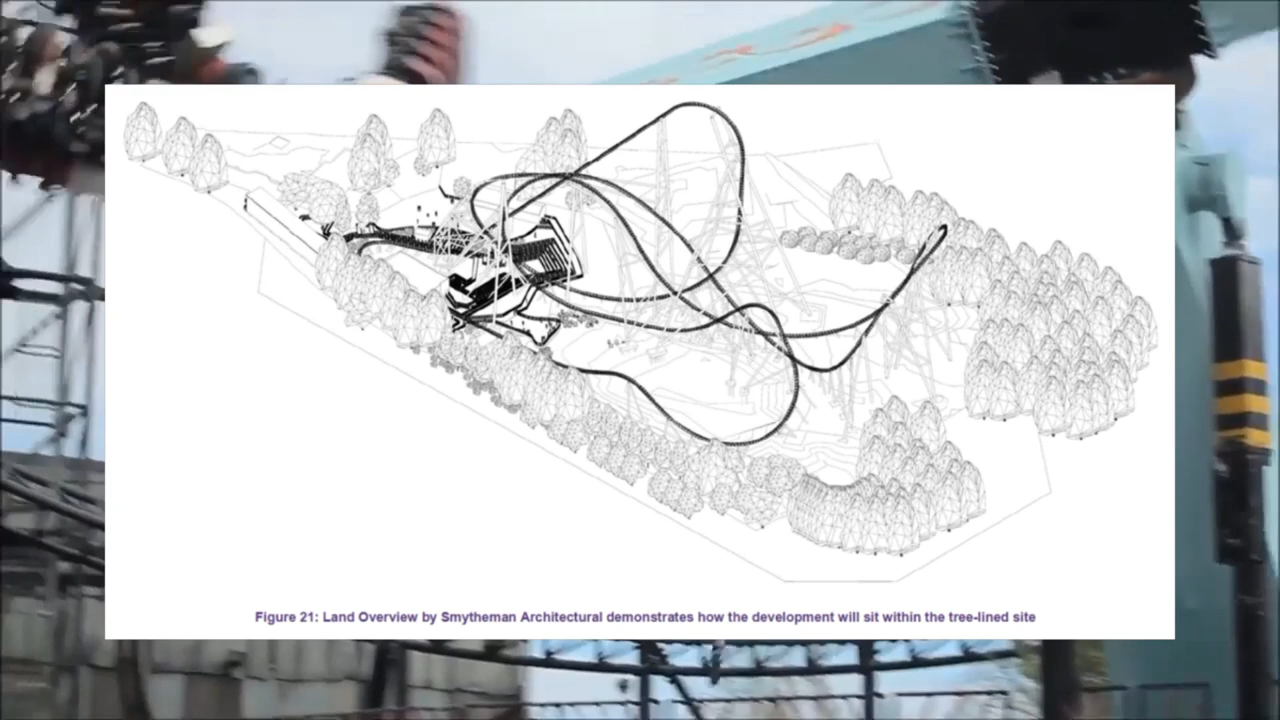 Figure 21: Land Overview by Smytheman Architectural demonstrates how the development will sit within the tree-lined site